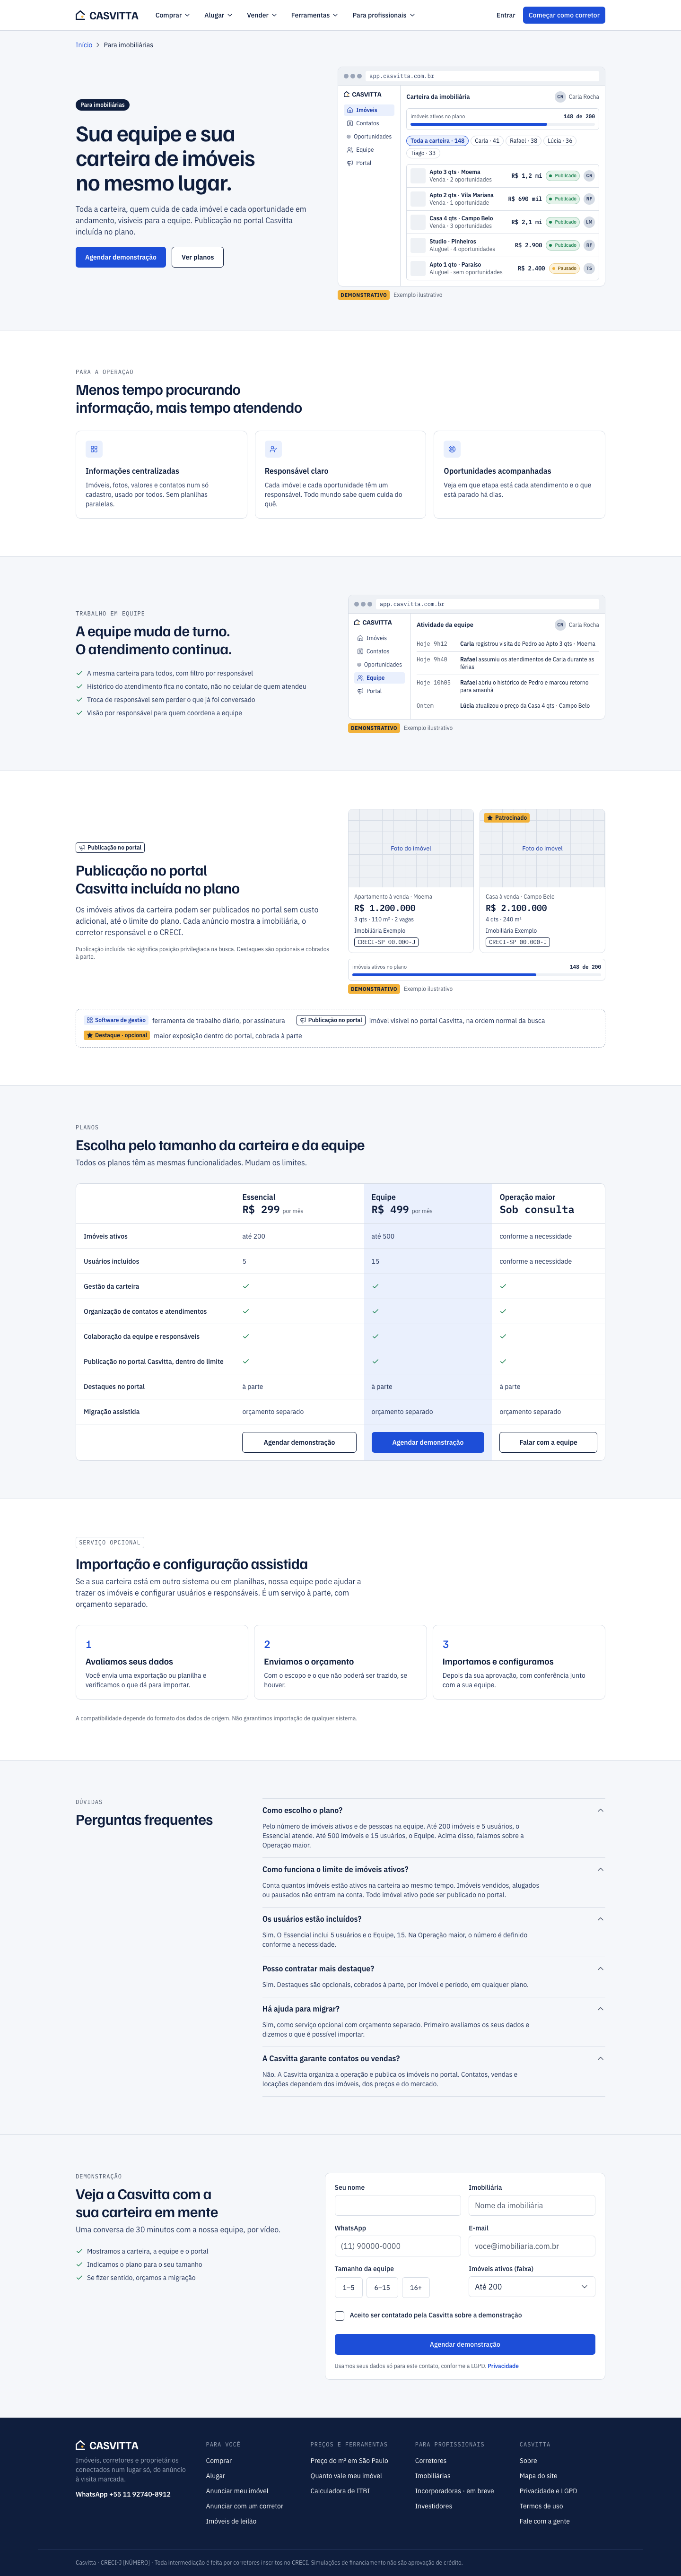 CASVITTA
Comprar Alugar Vender Ferramentas Para profissionais Entrar Começar como corretor
Início > Para imobiliárias
Para imobiliárias
Sua equipe e sua
carteira de imóveis
no mesmo lugar.
Toda a carteira, quem cuida de cada imóvel e cada oportunidade em
andamento, visíveis para a equipe. Publicação no portal Casvitta
incluída no plano.
Agendar demonstração Ver planos
app.casvitta.com.br
CASVITTA
Imóveis
Contatos
Oportunidades
Equipe
Portal
Carteira da imobiliária CR Carla Rocha
imóveis ativos no plano 148 de 200
Toda a carteira · 148 Carla · 41 Rafael · 38 Lúcia · 36
Tiago · 33
Apto 3 qts · Moema
Venda · 2 oportunidades
R$ 1,2 mi Publicado CR
Apto 2 qts · Vila Mariana
Venda · 1 oportunidade
R$ 690 mil Publicado RF
Casa 4 qts · Campo Belo
Venda · 3 oportunidades
R$ 2,1 mi Publicado LM
Studio · Pinheiros
Aluguel · 4 oportunidades
R$ 2.900 Publicado RF
Apto 1 qto · Paraíso
Aluguel · sem oportunidades
R$ 2.400 Pausado TS
DEMONSTRATIVO Exemplo ilustrativo
PARA A OPERAÇÃO
Menos tempo procurando
informação, mais tempo atendendo
Informações centralizadas
Imóveis, fotos, valores e contatos num só
cadastro, usado por todos. Sem planilhas
paralelas.
Responsável claro
Cada imóvel e cada oportunidade têm um
responsável. Todo mundo sabe quem cuida do
quê.
Oportunidades acompanhadas
Veja em que etapa está cada atendimento e o que
está parado há dias.
TRABALHO EM EQUIPE
A equipe muda de turno.
O atendimento continua.
A mesma carteira para todos, com filtro por responsável
Histórico do atendimento fica no contato, não no celular de quem atendeu
Troca de responsável sem perder o que já foi conversado
Visão por responsável para quem coordena a equipe
app.casvitta.com.br
CASVITTA
Imóveis
Contatos
Oportunidades
Equipe
Portal
Atividade da equipe CR Carla Rocha
Hoje 9h12 Carla registrou visita de Pedro ao Apto 3 qts · Moema
Hoje 9h40 Rafael assumiu os atendimentos de Carla durante as
férias
Hoje 10h05 Rafael abriu o histórico de Pedro e marcou retorno
para amanhã
Ontem Lúcia atualizou o preço da Casa 4 qts · Campo Belo
DEMONSTRATIVO Exemplo ilustrativo
Publicação no portal
Publicação no portal
Casvitta incluída no plano
Os imóveis ativos da carteira podem ser publicados no portal sem custo
adicional, até o limite do plano. Cada anúncio mostra a imobiliária, o
corretor responsável e o CRECI.
Publicação incluída não significa posição privilegiada na busca. Destaques são opcionais e cobrados
à parte.
Foto do imóvel
Apartamento à venda · Moema
R$ 1.200.000
3 qts · 110 m² · 2 vagas
Imobiliária Exemplo
CRECI-SP 00.000-J
Patrocinado
Foto do imóvel
Casa à venda · Campo Belo
R$ 2.100.000
4 qts · 240 m²
Imobiliária Exemplo
CRECI-SP 00.000-J
imóveis ativos no plano 148 de 200
DEMONSTRATIVO Exemplo ilustrativo
Software de gestão ferramenta de trabalho diário, por assinatura Publicação no portal imóvel visível no portal Casvitta, na ordem normal da busca
Destaque · opcional maior exposição dentro do portal, cobrada à parte
PLANOS
Escolha pelo tamanho da carteira e da equipe
Todos os planos têm as mesmas funcionalidades. Mudam os limites.
Essencial Equipe Operação maior
R$ 299 por mês R$ 499 por mês Sob consulta
Imóveis ativos até 200 até 500 conforme a necessidade
Usuários incluídos 5 15 conforme a necessidade
Gestão da carteira
Organização de contatos e atendimentos
Colaboração da equipe e responsáveis
Publicação no portal Casvitta, dentro do limite
Destaques no portal à parte à parte à parte
Migração assistida orçamento separado orçamento separado orçamento separado
Agendar demonstração Agendar demonstração Falar com a equipe
SERVIÇO OPCIONAL
Importação e configuração assistida
Se a sua carteira está em outro sistema ou em planilhas, nossa equipe pode ajudar a
trazer os imóveis e configurar usuários e responsáveis. É um serviço à parte, com
orçamento separado.
1
Avaliamos seus dados
Você envia uma exportação ou planilha e
verificamos o que dá para importar.
2
Enviamos o orçamento
Com o escopo e o que não poderá ser trazido, se
houver.
3
Importamos e configuramos
Depois da sua aprovação, com conferência junto
com a sua equipe.
A compatibilidade depende do formato dos dados de origem. Não garantimos importação de qualquer sistema.
DÚVIDAS
Perguntas frequentes
Como escolho o plano?
Pelo número de imóveis ativos e de pessoas na equipe. Até 200 imóveis e 5 usuários, o
Essencial atende. Até 500 imóveis e 15 usuários, o Equipe. Acima disso, falamos sobre a
Operação maior.
Como funciona o limite de imóveis ativos?
Conta quantos imóveis estão ativos na carteira ao mesmo tempo. Imóveis vendidos, alugados
ou pausados não entram na conta. Todo imóvel ativo pode ser publicado no portal.
Os usuários estão incluídos?
Sim. O Essencial inclui 5 usuários e o Equipe, 15. Na Operação maior, o número é definido
conforme a necessidade.
Posso contratar mais destaque?
Sim. Destaques são opcionais, cobrados à parte, por imóvel e período, em qualquer plano.
Há ajuda para migrar?
Sim, como serviço opcional com orçamento separado. Primeiro avaliamos os seus dados e
dizemos o que é possível importar.
A Casvitta garante contatos ou vendas?
Não. A Casvitta organiza a operação e publica os imóveis no portal. Contatos, vendas e
locações dependem dos imóveis, dos preços e do mercado.
DEMONSTRAÇÃO
Veja a Casvitta com a
sua carteira em mente
Uma conversa de 30 minutos com a nossa equipe, por vídeo.
Mostramos a carteira, a equipe e o portal
Indicamos o plano para o seu tamanho
Se fizer sentido, orçamos a migração
Seu nome Imobiliária
Nome da imobiliária
WhatsApp E-mail
(11) 90000-0000 voce@imobiliaria.com.br
Tamanho da equipe Imóveis ativos (faixa)
1–5 6–15 16+ Até 200
Aceito ser contatado pela Casvitta sobre a demonstração
Agendar demonstração
Usamos seus dados só para este contato, conforme a LGPD. Privacidade
CASVITTA
Imóveis, corretores e proprietários
conectados num lugar só, do anúncio
à visita marcada.
WhatsApp +55 11 92740-8912
PARA VOCÊ
Comprar
Alugar
Anunciar meu imóvel
Anunciar com um corretor
Imóveis de leilão
PREÇOS E FERRAMENTAS
Preço do m² em São Paulo
Quanto vale meu imóvel
Calculadora de ITBI
PARA PROFISSIONAIS
Corretores
Imobiliárias
Incorporadoras · em breve
Investidores
CASVITTA
Sobre
Mapa do site
Privacidade e LGPD
Termos de uso
Fale com a gente
Casvitta · CRECI-J [NÚMERO] · Toda intermediação é feita por corretores inscritos no CRECI. Simulações de financiamento não são aprovação de crédito.